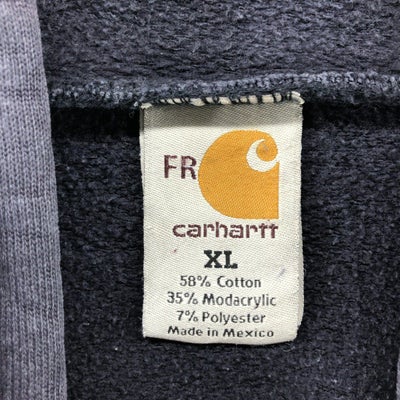 FR
carhartt
XL
58% Cotton
35% Modacrylic
7% Polyester
Made in Mexico